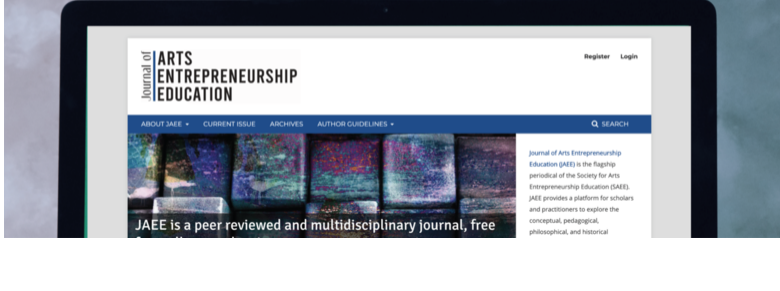 Journal of
ARTS
ENTREPRENEURSHIP
EDUCATION
Register Login
ABOUT JAEE CURRENT ISSUE ARCHIVES AUTHOR GUIDELINES SEARCH
JAEE is a peer reviewed and multidisciplinary journal, free
Journal of Arts Entrepreneurship
Education (JAEE) is the flagship
periodical of the Society for Arts
Entrepreneurship Education (SAEE).
JAEE provides a platform for scholars
and practitioners to explore the
conceptual, pedagogical,
philosophical, and historical